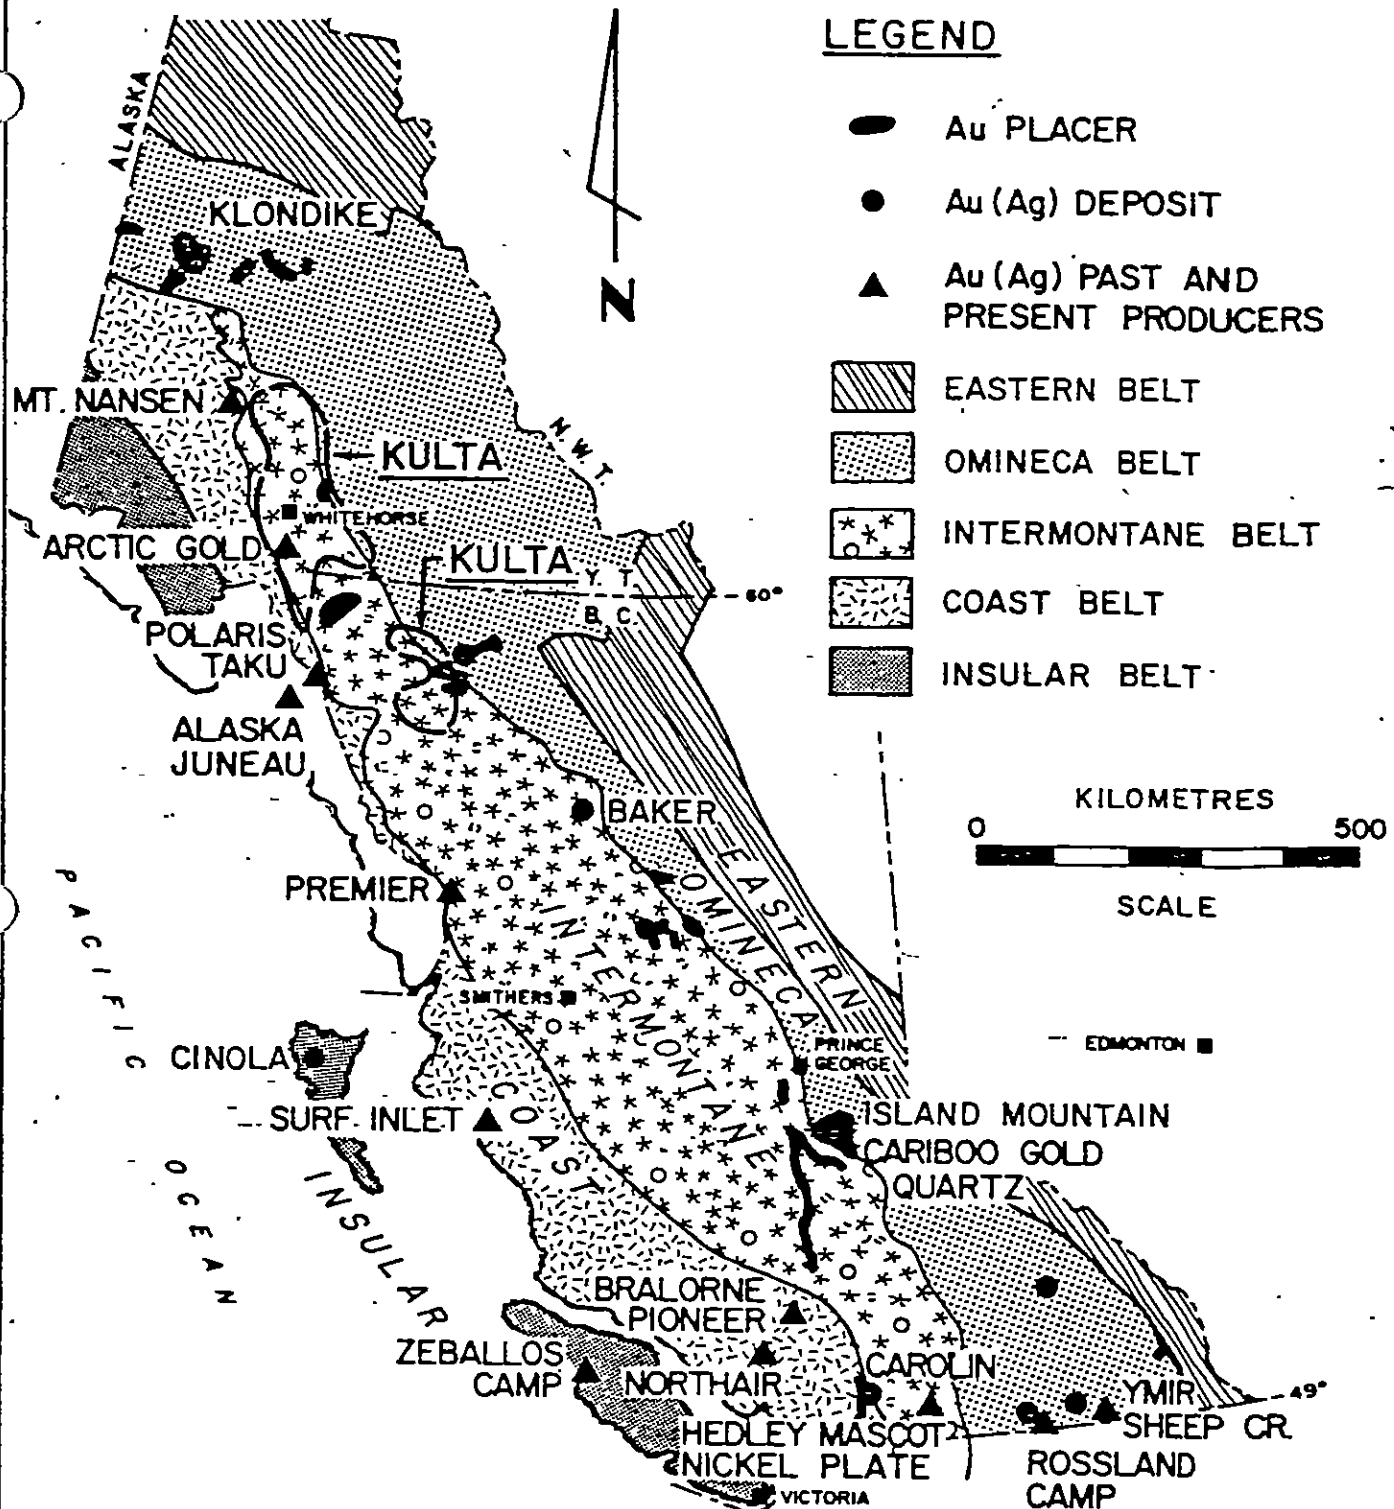 LEGEND
Au PLACER
Au (Ag) DEPOSIT
Au (Ag) PAST AND
PRESENT PRODUCERS
EASTERN BELT
OMINECA BELT
INTERMONTANE BELT
COAST BELT
INSULAR BELT
KILOMETRES
0 500
SCALE
N
ALASKA
KLONDIKE
MT. NANSEN
KULTA
N.W.T.
WHITEHORSE
ARCTIC GOLD
KULTA
Y. T.
60°
B. C.
POLARIS
TAKU
ALASKA
JUNEAU
BAKER
PREMIER
EASTERN
OMINECA
INTERMONTANE
COAST
INSULAR
PACIFIC
OCEAN
SMITHERS
PRINCE
GEORGE
EDMONTON
CINOLA
SURF INLET
ISLAND MOUNTAIN
CARIBOO GOLD
QUARTZ
BRALORNE
PIONEER
ZEBALLOS
CAMP
NORTHAIR
CAROLIN
HEDLEY MASCOT
NICKEL PLATE
VICTORIA
49°
YMIR
SHEEP CR.
ROSSLAND
CAMP